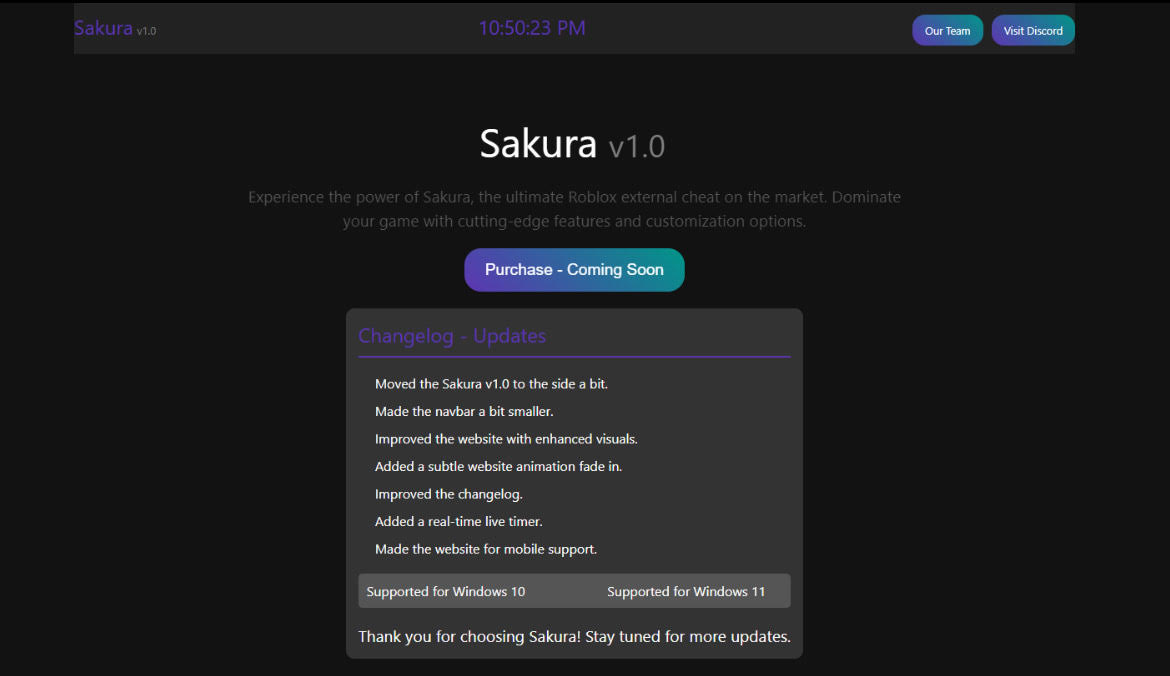 Sakura v1.0
10:50:23 PM
Our Team
Visit Discord
Sakura v1.0
Experience the power of Sakura, the ultimate Roblox external cheat on the market. Dominate
your game with cutting-edge features and customization options.
Purchase - Coming Soon
Changelog - Updates
Moved the Sakura v1.0 to the side a bit.
Made the navbar a bit smaller.
Improved the website with enhanced visuals.
Added a subtle website animation fade in.
Improved the changelog.
Added a real-time live timer.
Made the website for mobile support.
Supported for Windows 10
Supported for Windows 11
Thank you for choosing Sakura! Stay tuned for more updates.